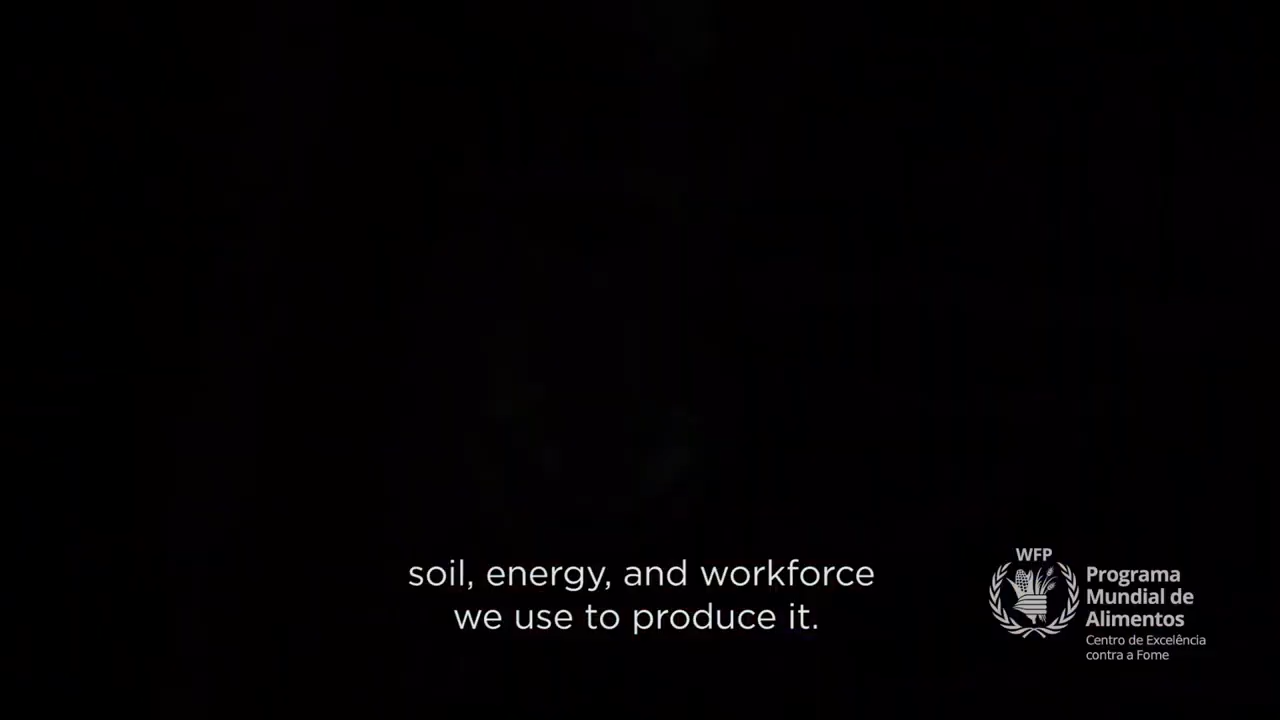 soil, energy, and workforce
we use to produce it.
WFP
Programa
Mundial de
Alimentos
Centro de Excelência
contra a Fome